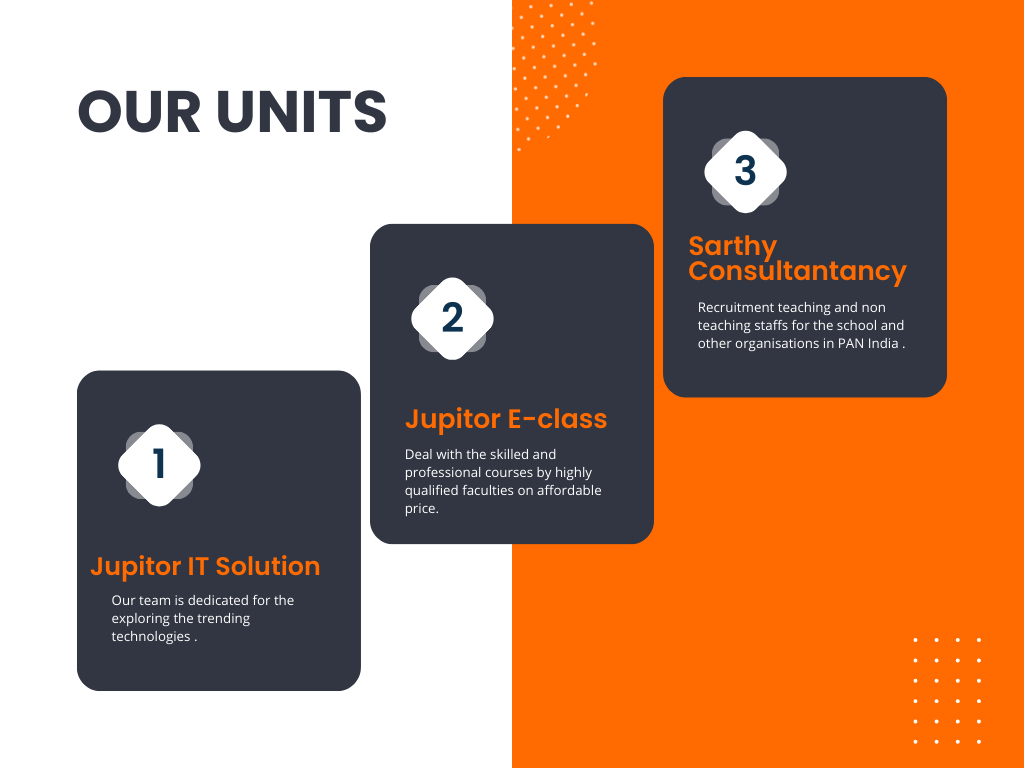 OUR UNITS
1
Jupitor IT Solution
Our team is dedicated for the
exploring the trending
technologies .
2
Jupitor E-class
Deal with the skilled and
professional courses by highly
qualified faculties on affordable
price.
3
Sarthy
Consultantancy
Recruitment teaching and non
teaching staffs for the school and
other organisations in PAN India .